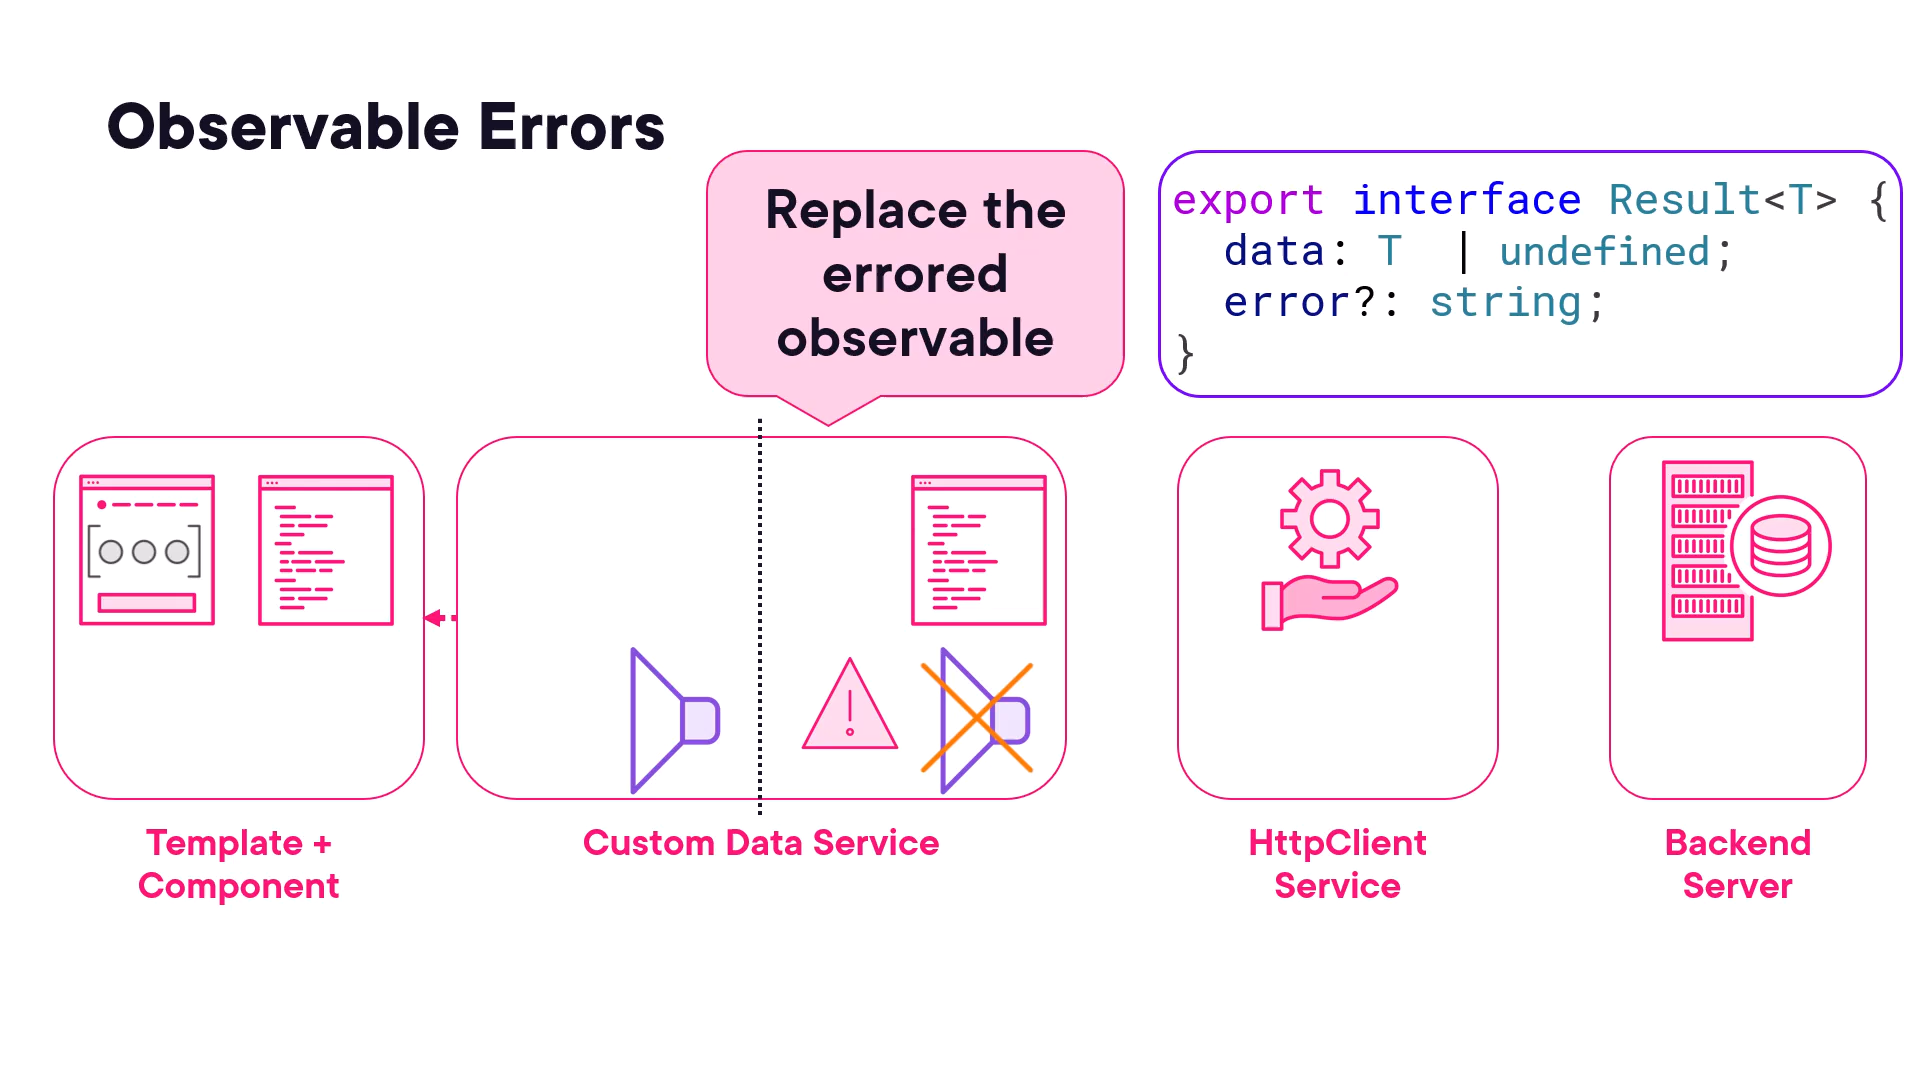 Observable Errors
Replace the
errored
observable
export interface Result<T> {
  data: T  | undefined;
  error?: string;
}
Template +
Component
Custom Data Service
HttpClient
Service
Backend
Server